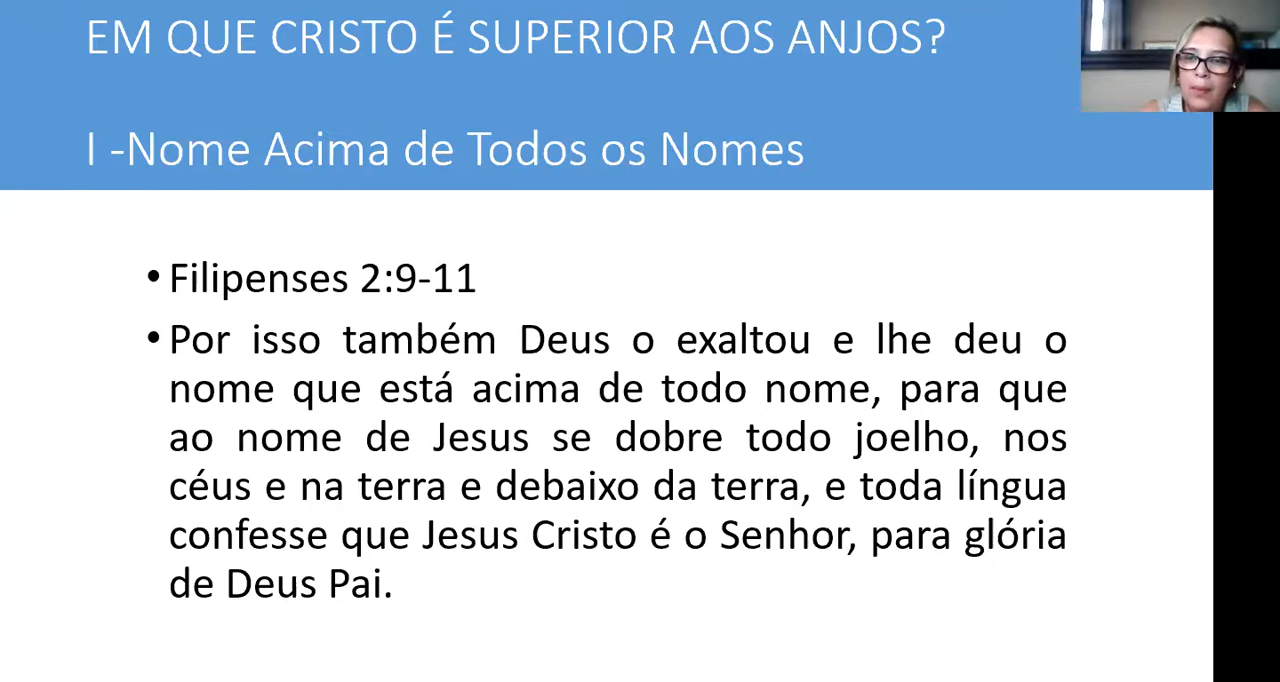 EM QUE CRISTO É SUPERIOR AOS ANJOS?
I -Nome Acima de Todos os Nomes
• Filipenses 2:9-11
• Por isso também Deus o exaltou e lhe deu o
nome que está acima de todo nome, para que
ao nome de Jesus se dobre todo joelho, nos
céus e na terra e debaixo da terra, e toda língua
confesse que Jesus Cristo é o Senhor, para glória
de Deus Pai.